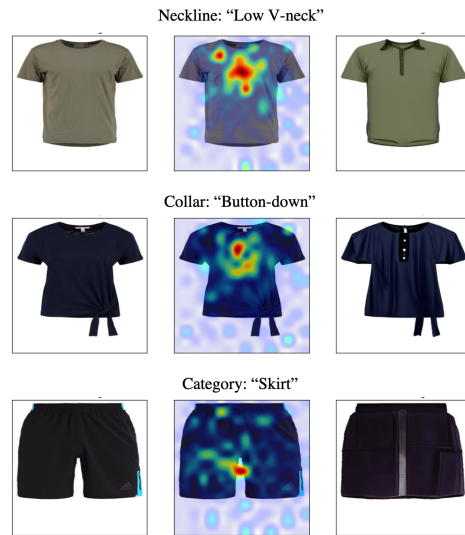 Neckline: “Low V-neck”
Collar: “Button-down”
Category: “Skirt”